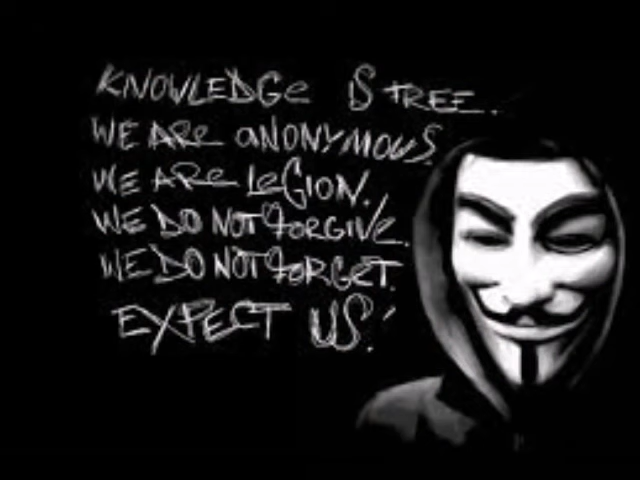 KNOWLEDGe IS FREE.
WE ARe aNONYMOUS.
WE ARe LeGION.
WE DO NOT FORGIVe.
WE DO NOT FORGeT.
EXPECT US!